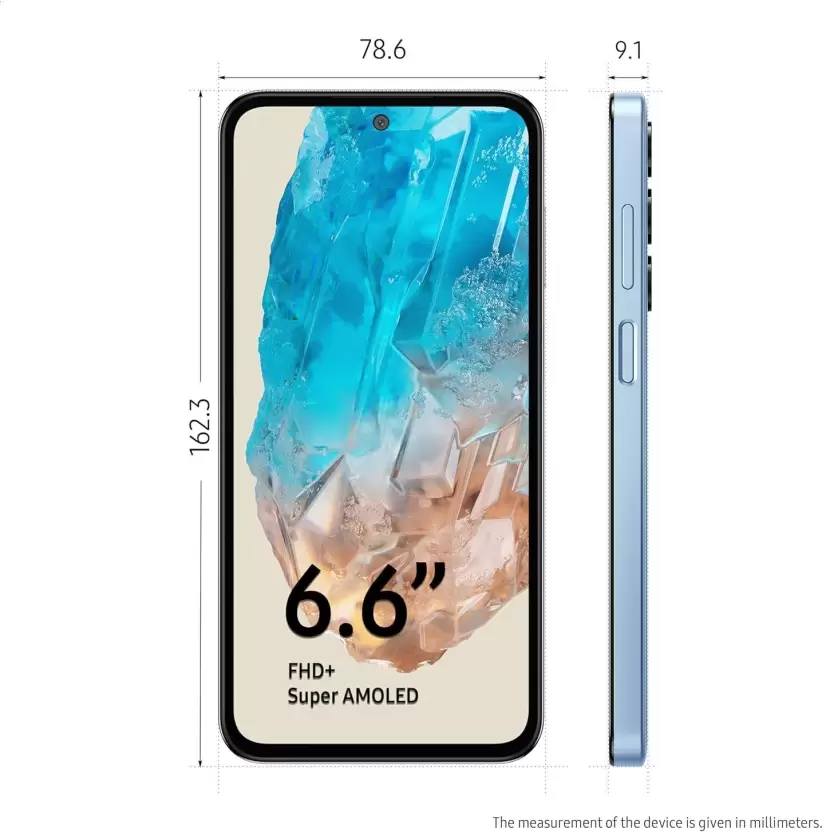 78.6
9.1
162.3
6.6”
FHD+
Super AMOLED
The measurement of the device is given in millimeters.